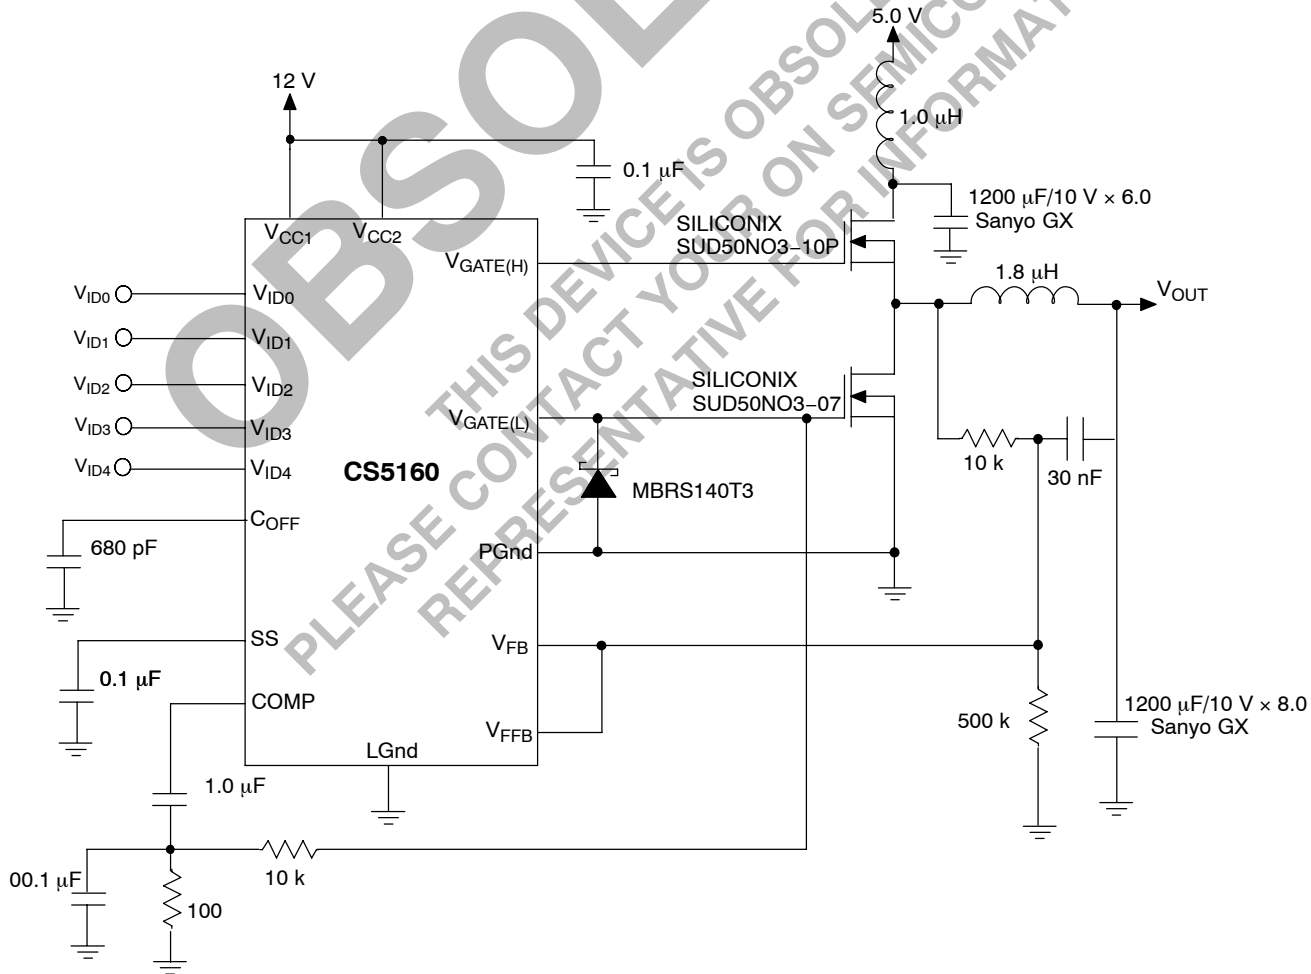 5.0 V
12 V
1.0 μH
0.1 μF
1200 μF/10 V × 6.0
Sanyo GX
SILICONIX
SUD50NO3−10P
VCC1
VCC2
VGATE(H)
1.8 μH
VOUT
VID0
VID0
VID1
VID1
VID2
VID2
VID3
VID3
VID4
VID4
SILICONIX
SUD50NO3−07
VGATE(L)
CS5160
10 k
30 nF
MBRS140T3
COFF
680 pF
PGnd
SS
0.1 μF
VFB
COMP
VFFB
500 k
1200 μF/10 V × 8.0
Sanyo GX
LGnd
1.0 μF
10 k
00.1 μF
100
OBSOL
THIS DEVICE IS OBSOL
PLEASE CONTACT YOUR ON SEMICO
REPRESENTATIVE FOR INFORMAT